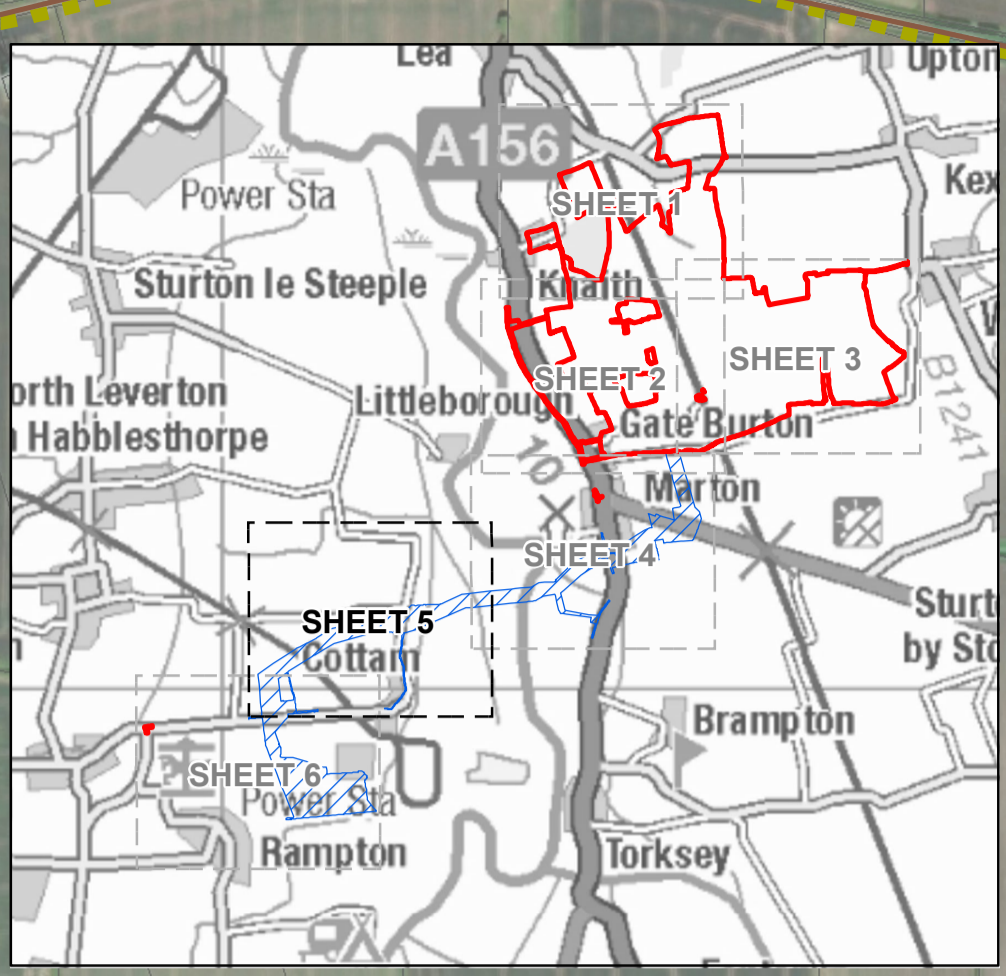 Lea
Upton
A156
Power Sta
SHEET 1
Kex
Sturton le Steeple
Knaith
SHEET 3
SHEET 2
orth Leverton
Habblesthorpe
Littleborough
Gate Burton
B1241
10
Marton
SHEET 4
Sturt
by Sto
SHEET 5
Cottam
Brampton
SHEET 6
Power Sta
Rampton
Torksey